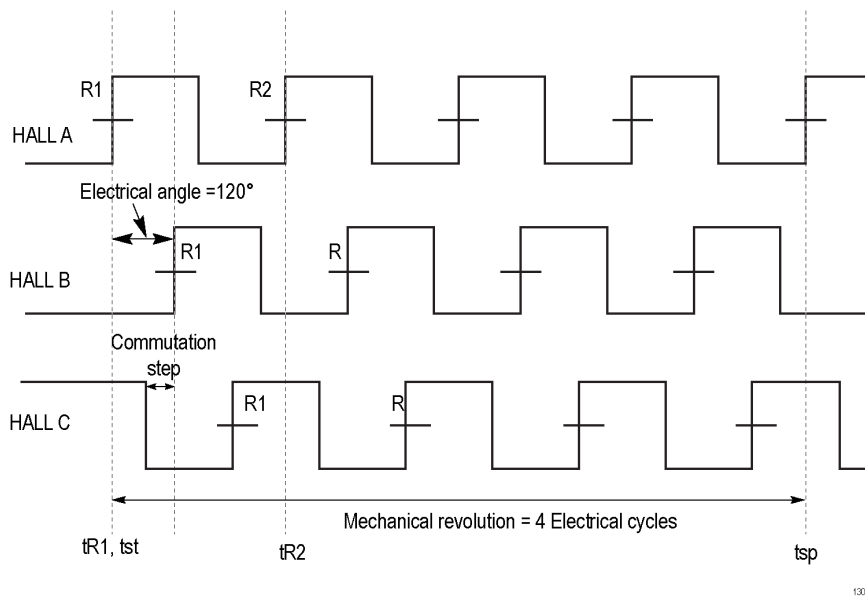 R1
R2
HALL A
Electrical angle =120°
R1
R
HALL B
Commutation
step
R1
R
HALL C
Mechanical revolution = 4 Electrical cycles
tR1, tst
tR2
tsp
130